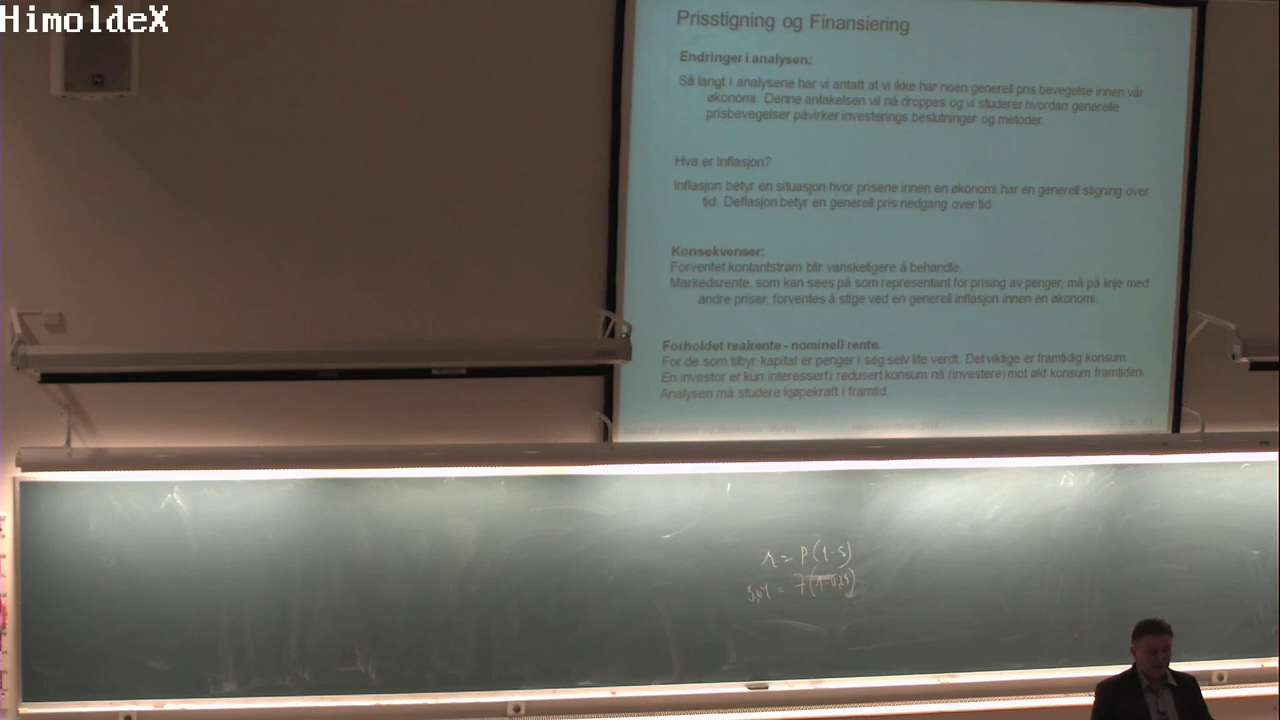 HimoldeX
Prisstigning og Finansiering
Endringer i analysen:
Så langt i analysene har vi antatt at vi ikke har noen generell pris bevegelse innen vår
økonomi. Denne antakelsen vil nå droppes og vi studerer hvordan generelle
prisbevegelser påvirker investerings beslutninger og metoder.
Hva er Inflasjon?
Inflasjon betyr en situasjon hvor prisene innen en økonomi har en generell stigning over
tid. Deflasjon betyr en generell pris nedgang over tid.
Konsekvenser:
Forventet kontantstrøm blir vanskeligere å behandle.
Markedsrente, som kan sees på som representant for prising av penger, må på linje med
andre priser, forventes å stige ved en generell inflasjon innen en økonomi.
Forholdet realrente - nominell rente.
For de som tilbyr kapital er penger i seg selv lite verdt. Det viktige er framtidig konsum.
En investor er kun interessert i redusert konsum nå (investere) mot økt konsum framtiden.
Analysen må studere kjøpekraft i framtid.
r = p(1-s)
= 7(1-0,28)